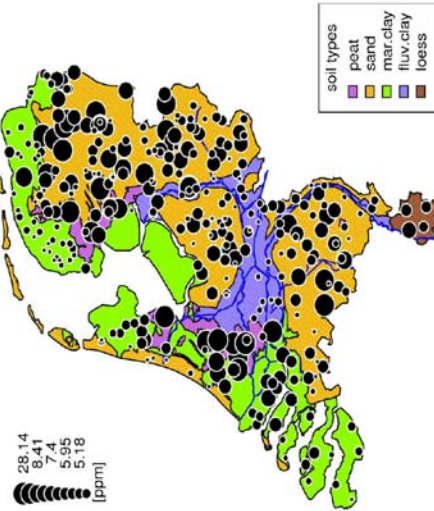 soil types
peat
sand
mar.clay
fluv.clay
loess
28.14
8.41
7.4
5.95
5.18
[ppm]